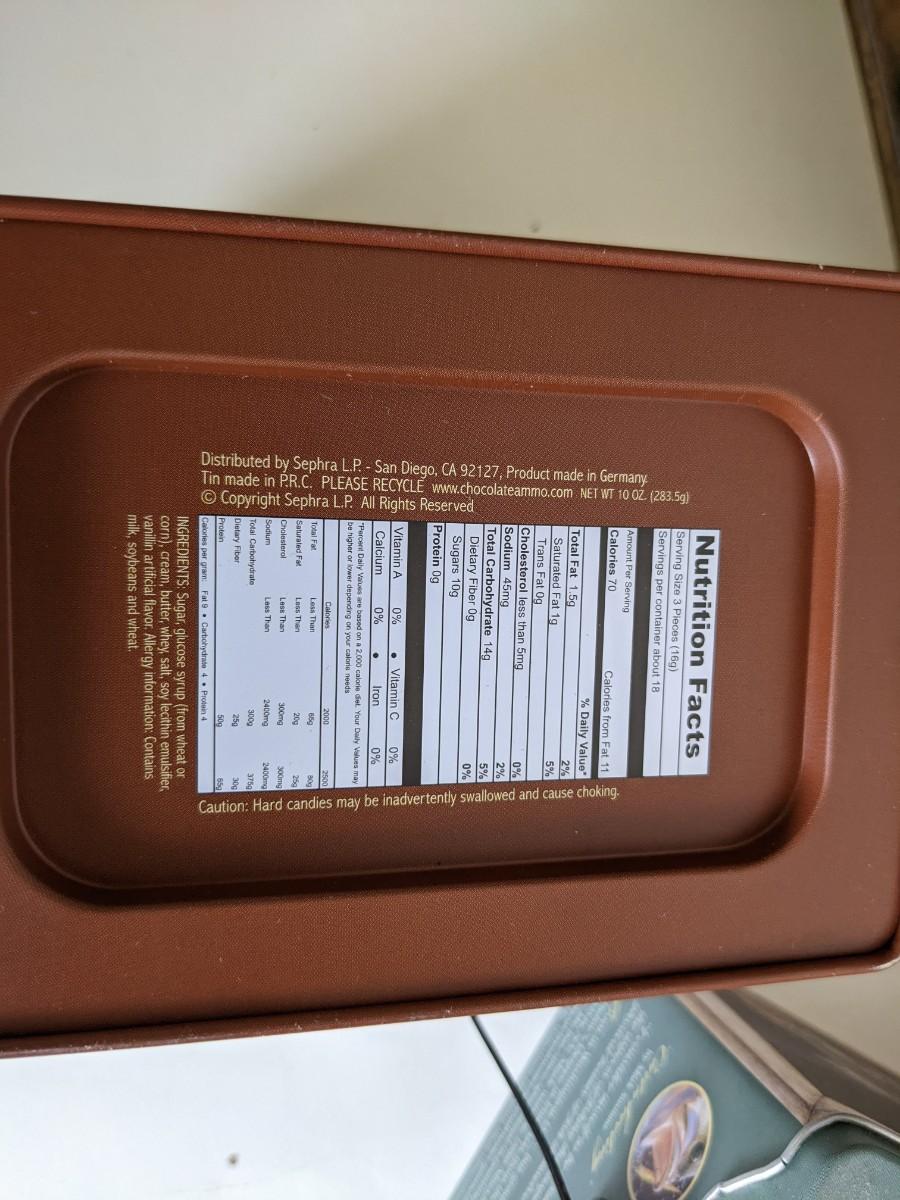 Distributed by Sephra L.P. - San Diego, CA 92127, Product made in Germany.
Tin made in P.R.C. PLEASE RECYCLE www.chocolateammo.com NET WT 10 OZ. (283.5g)
© Copyright Sephra L.P. All Rights Reserved
Nutrition Facts
Serving Size 3 Pieces (16g)
Servings per container about 18
Amount Per Serving
Calories 70 Calories from Fat 11
% Daily Value*
Total Fat 1.5g 2%
Saturated Fat 1g 5%
Trans Fat 0g
Cholesterol less than 5mg 0%
Sodium 45mg 2%
Total Carbohydrate 14g 5%
Dietary Fiber 0g 0%
Sugars 10g
Protein 0g
Vitamin A 0% • Vitamin C 0%
Calcium 0% • Iron 0%
*Percent Daily Values are based on a 2,000 calorie diet. Your Daily Values may
be higher or lower depending on your calorie needs
Calories 2000 2500
Total Fat Less Than 65g 80g
Saturated Fat Less Than 20g 25g
Cholesterol Less Than 300mg 300mg
Sodium Less Than 2400mg 2400mg
Total Carbohydrate 300g 375g
Dietary Fiber 25g 30g
Protein 50g 65g
Calories per gram: Fat 9 • Carbohydrate 4 • Protein 4
INGREDIENTS: Sugar, glucose syrup (from wheat or
corn), cream, butter, whey, salt, soy lecithin emulsifier,
vanillin artificial flavor. Allergy information: Contains
milk, soybeans and wheat.
Caution: Hard candies may be inadvertently swallowed and cause choking.